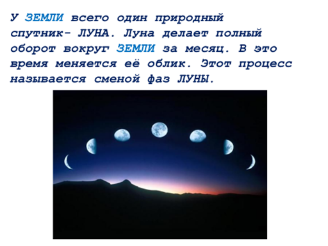 У ЗЕМЛИ всего один природный
спутник- ЛУНА. Луна делает полный
оборот вокруг ЗЕМЛИ за месяц. В это
время меняется её облик. Этот процесс
называется сменой фаз ЛУНЫ.